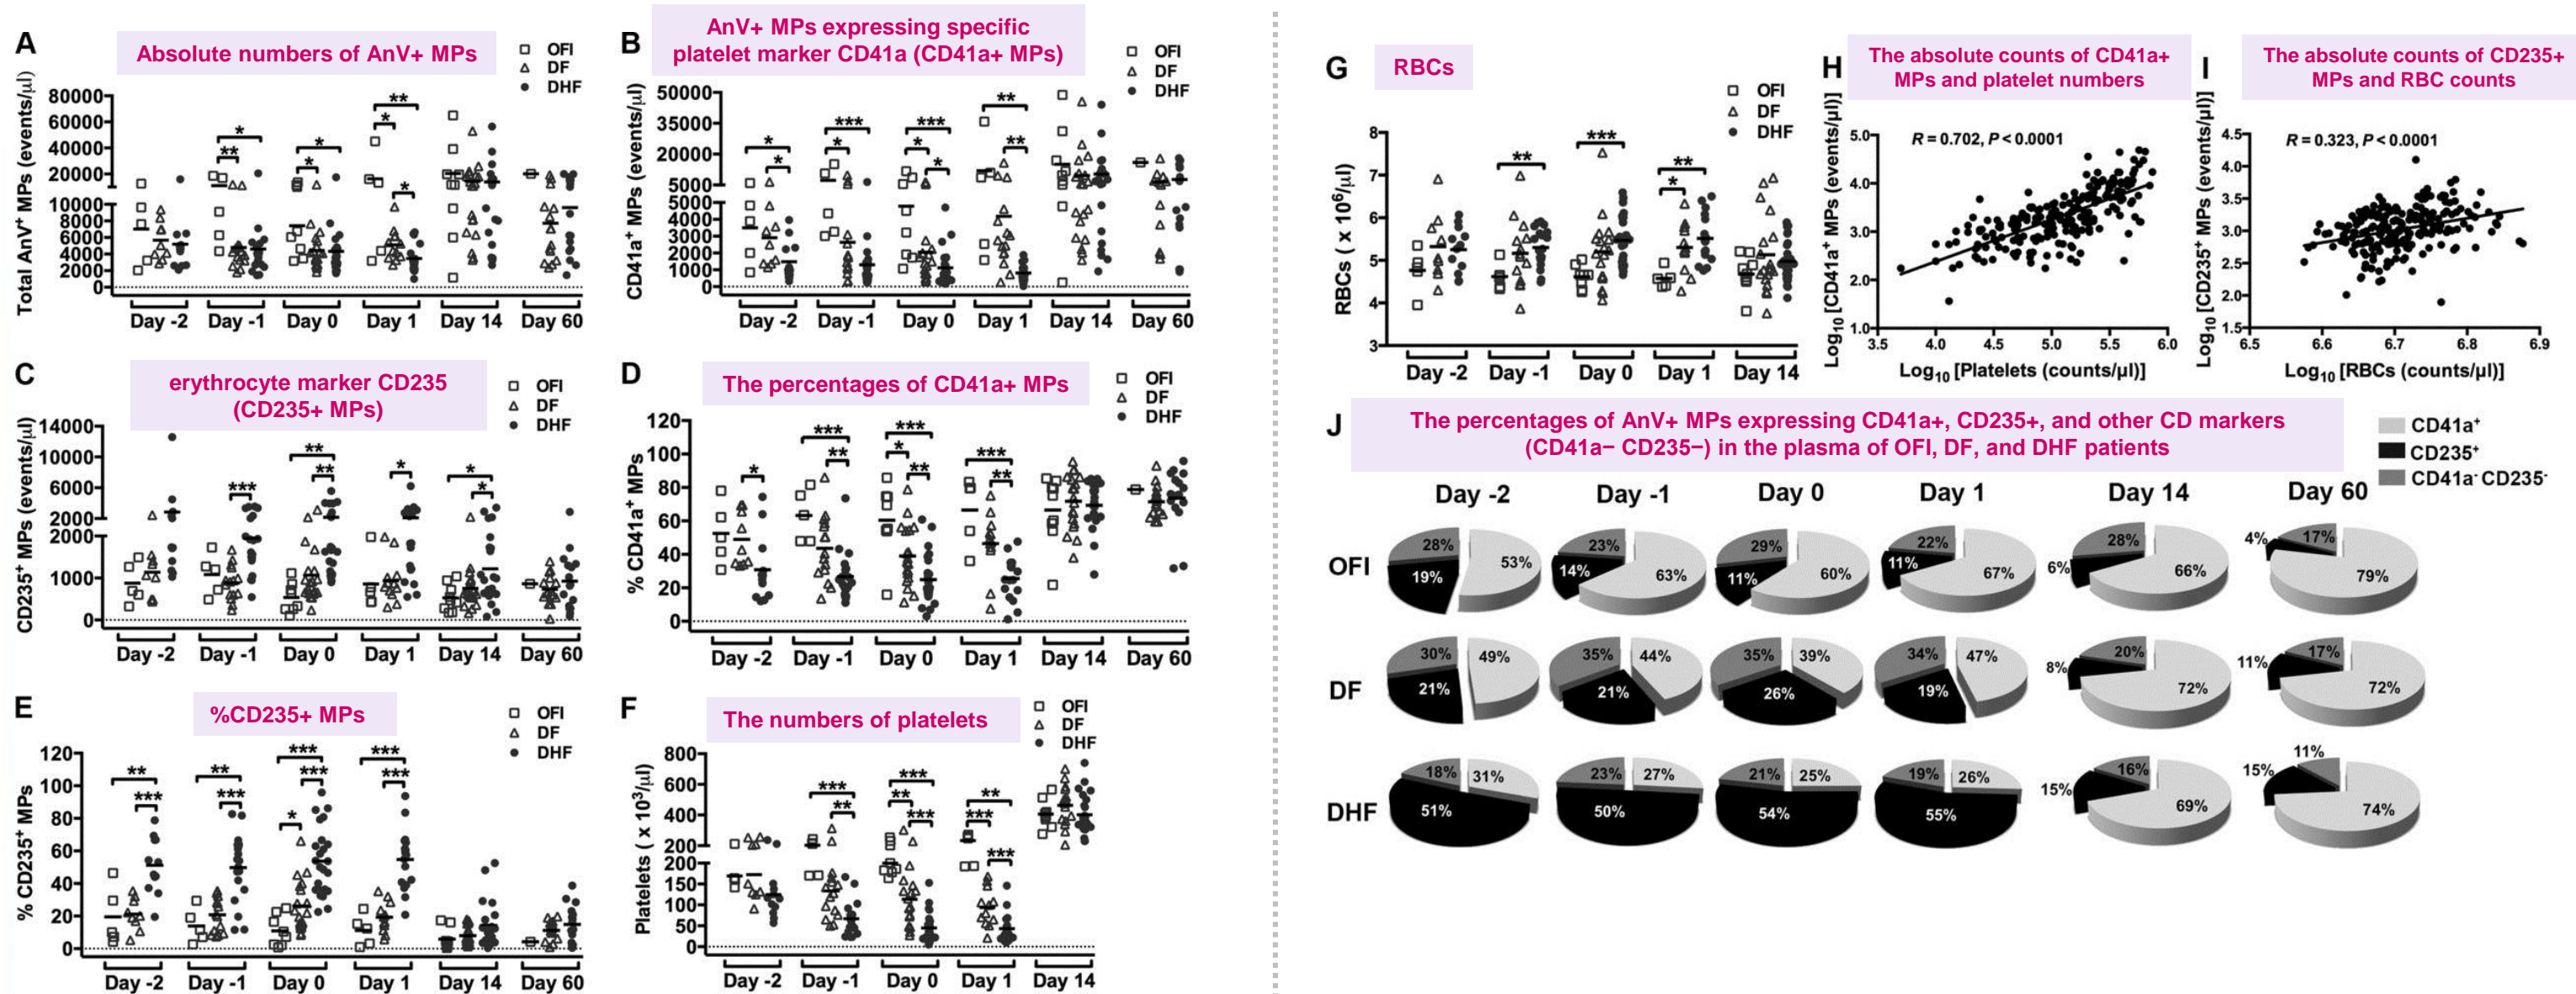 A
Absolute numbers of AnV+ MPs
OFI
DF
DHF
Total AnV⁺ MPs (events/μl)
80000
60000
40000
20000
10000
8000
6000
4000
2000
0
**
*
*
**
*
*
*
Day -2 Day -1 Day 0 Day 1 Day 14 Day 60
B
AnV+ MPs expressing specific
platelet marker CD41a (CD41a+ MPs)
OFI
DF
DHF
CD41a⁺ MPs (events/μl)
50000
35000
20000
5000
5000
4000
3000
2000
1000
0
*
*
***
*
***
*
*
**
**
Day -2 Day -1 Day 0 Day 1 Day 14 Day 60
C
erythrocyte marker CD235
(CD235+ MPs)
OFI
DF
DHF
CD235⁺ MPs (events/μl)
14000
10000
6000
2000
2000
1000
0
***
**
**
*
*
*
Day -2 Day -1 Day 0 Day 1 Day 14 Day 60
D
The percentages of CD41a+ MPs
OFI
DF
DHF
% CD41a⁺ MPs
120
100
80
60
40
20
0
*
***
**
***
*
**
***
**
Day -2 Day -1 Day 0 Day 1 Day 14 Day 60
E
%CD235+ MPs
OFI
DF
DHF
% CD235⁺ MPs
120
100
80
60
40
20
0
**
***
**
***
***
***
*
***
***
Day -2 Day -1 Day 0 Day 1 Day 14 Day 60
F
The numbers of platelets
OFI
DF
DHF
Platelets ( x 10³/μl)
800
600
400
200
200
150
100
50
0
***
**
***
**
***
**
***
***
Day -2 Day -1 Day 0 Day 1 Day 14
G
RBCs
OFI
DF
DHF
RBCs ( x 10⁶/μl)
8
7
6
5
4
3
**
***
**
*
Day -2 Day -1 Day 0 Day 1 Day 14
H
The absolute counts of CD41a+
MPs and platelet numbers
Log₁₀ [CD41a⁺ MPs (events/μl)]
R = 0.702, P < 0.0001
5.0
4.0
3.0
2.0
1.0
3.5 4.0 4.5 5.0 5.5 6.0
Log₁₀ [Platelets (counts/μl)]
I
The absolute counts of CD235+
MPs and RBC counts
Log₁₀ [CD235⁺ MPs (events/μl)]
R = 0.323, P < 0.0001
4.5
4.0
3.5
3.0
2.5
2.0
1.5
6.5 6.6 6.7 6.8 6.9
Log₁₀ [RBCs (counts/μl)]
J
The percentages of AnV+ MPs expressing CD41a+, CD235+, and other CD markers
(CD41a− CD235−) in the plasma of OFI, DF, and DHF patients
CD41a⁺
CD235⁺
CD41a⁻ CD235⁻
Day -2 Day -1 Day 0 Day 1 Day 14 Day 60
OFI
28% 19% 53%
23% 14% 63%
29% 11% 60%
22% 11% 67%
28% 6% 66%
17% 4% 79%
DF
30% 49% 21%
35% 44% 21%
35% 39% 26%
34% 47% 19%
20% 8% 72%
17% 11% 72%
DHF
18% 31% 51%
23% 27% 50%
21% 25% 54%
19% 26% 55%
16% 15% 69%
11% 15% 74%